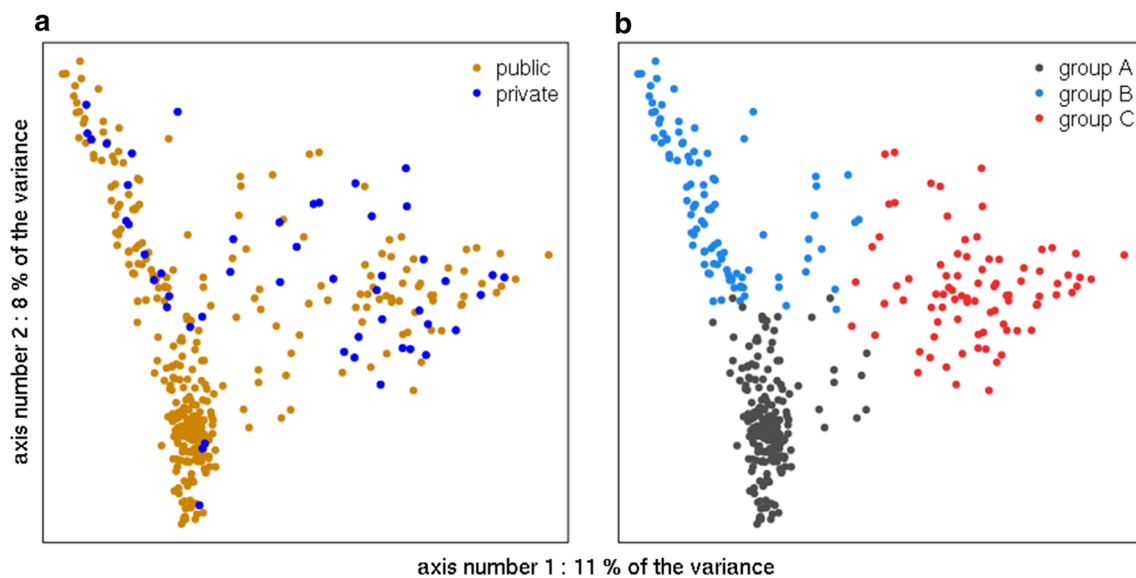 a
public
private
b
group A
group B
group C
axis number 2 : 8 % of the variance
axis number 1 : 11 % of the variance